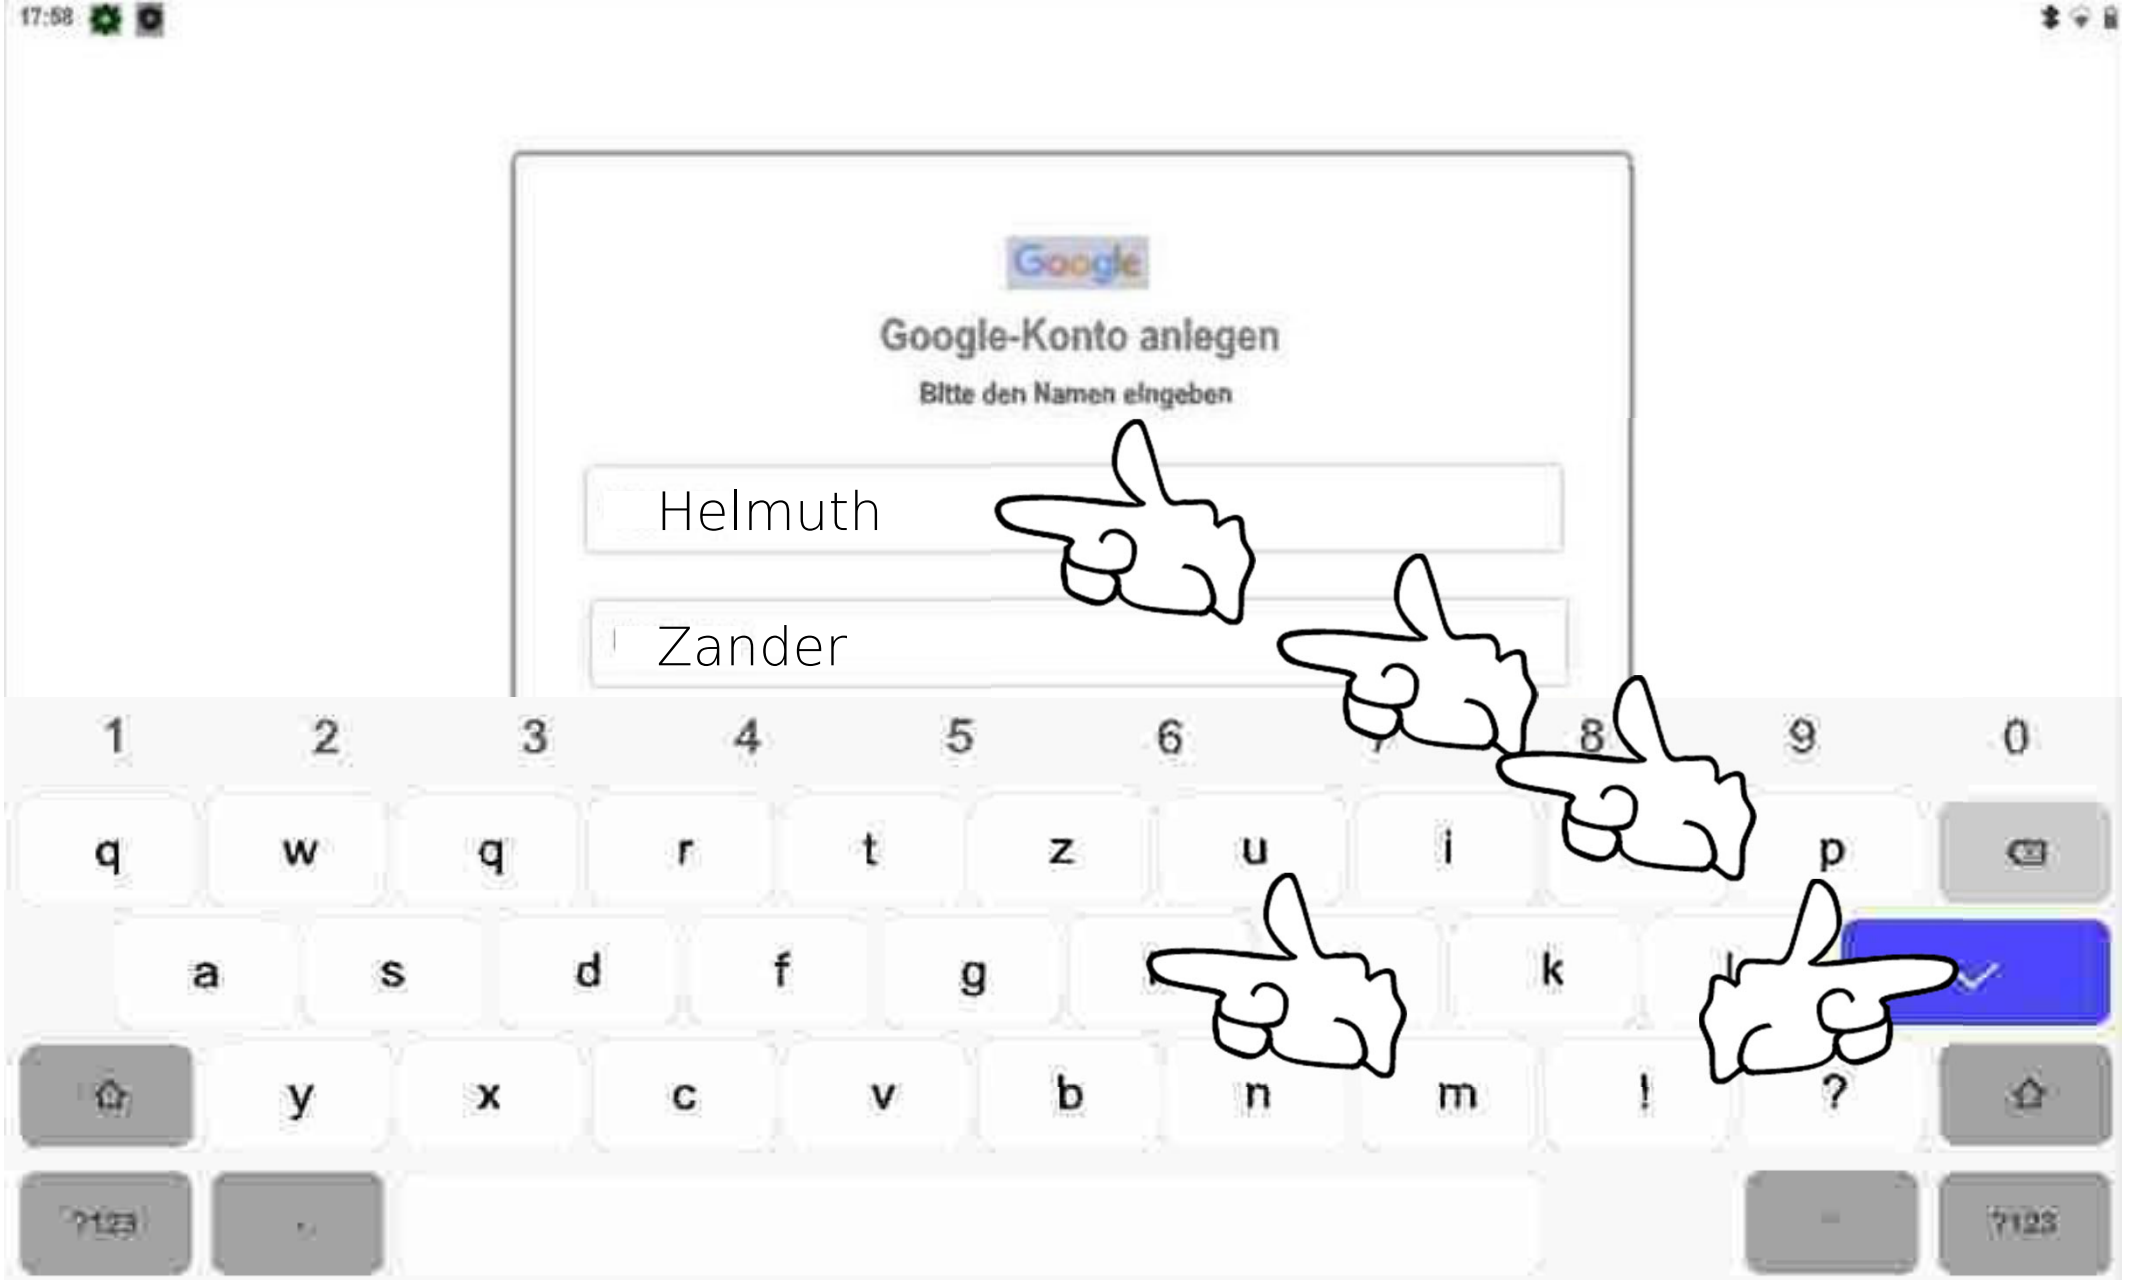 17:58
Google
Google-Konto anlegen
Bitte den Namen eingeben
Helmuth
Zander
1 2 3 4 5 6 8 9 0
q w q r t z u i p
a s d f g k
y x c v b n m ! ?
?123 ?123